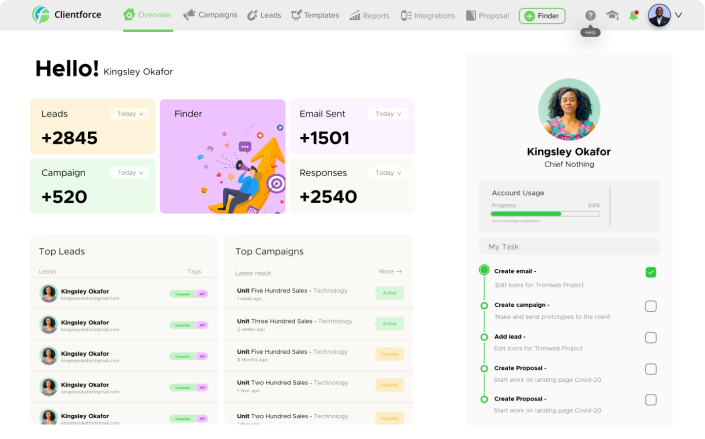 Clientforce
Overview
Campaigns
Leads
Templates
Reports
Integrations
Proposal
Finder
Help
Hello! Kingsley Okafor
Leads
Today
+2845
Finder
Email Sent
Today
+1501
Campaign
Today
+520
Responses
Today
+2540
Kingsley Okafor
Chief Nothing
Account Usage
Progress 64%
My Task
Create email -
Edit Icons for Tronweb Project
Create campaign -
Make and send prototypes to the client
Add lead -
Edit icons for Tronweb Project
Create Proposal -
Start work on landing page Covid-20
Create Proposal -
Start work on landing page Covid-20
Top Leads
Leads Tags
Kingsley Okafor
kingsleyokafor@gmail.com
Kingsley Okafor
kingsleyokafor@gmail.com
Kingsley Okafor
kingsleyokafor@gmail.com
Kingsley Okafor
kingsleyokafor@gmail.com
Kingsley Okafor
kingsleyokafor@gmail.com
Top Campaigns
Latest result More →
Unit Five Hundred Sales - Technology
1 week ago
Active
Unit Three Hundred Sales - Technology
2 weeks ago
Active
Unit Five Hundred Sales - Technology
8 Months ago
Unit Two Hundred Sales - Technology
1 Year ago
Unit Two Hundred Sales - Technology
1 Year ago